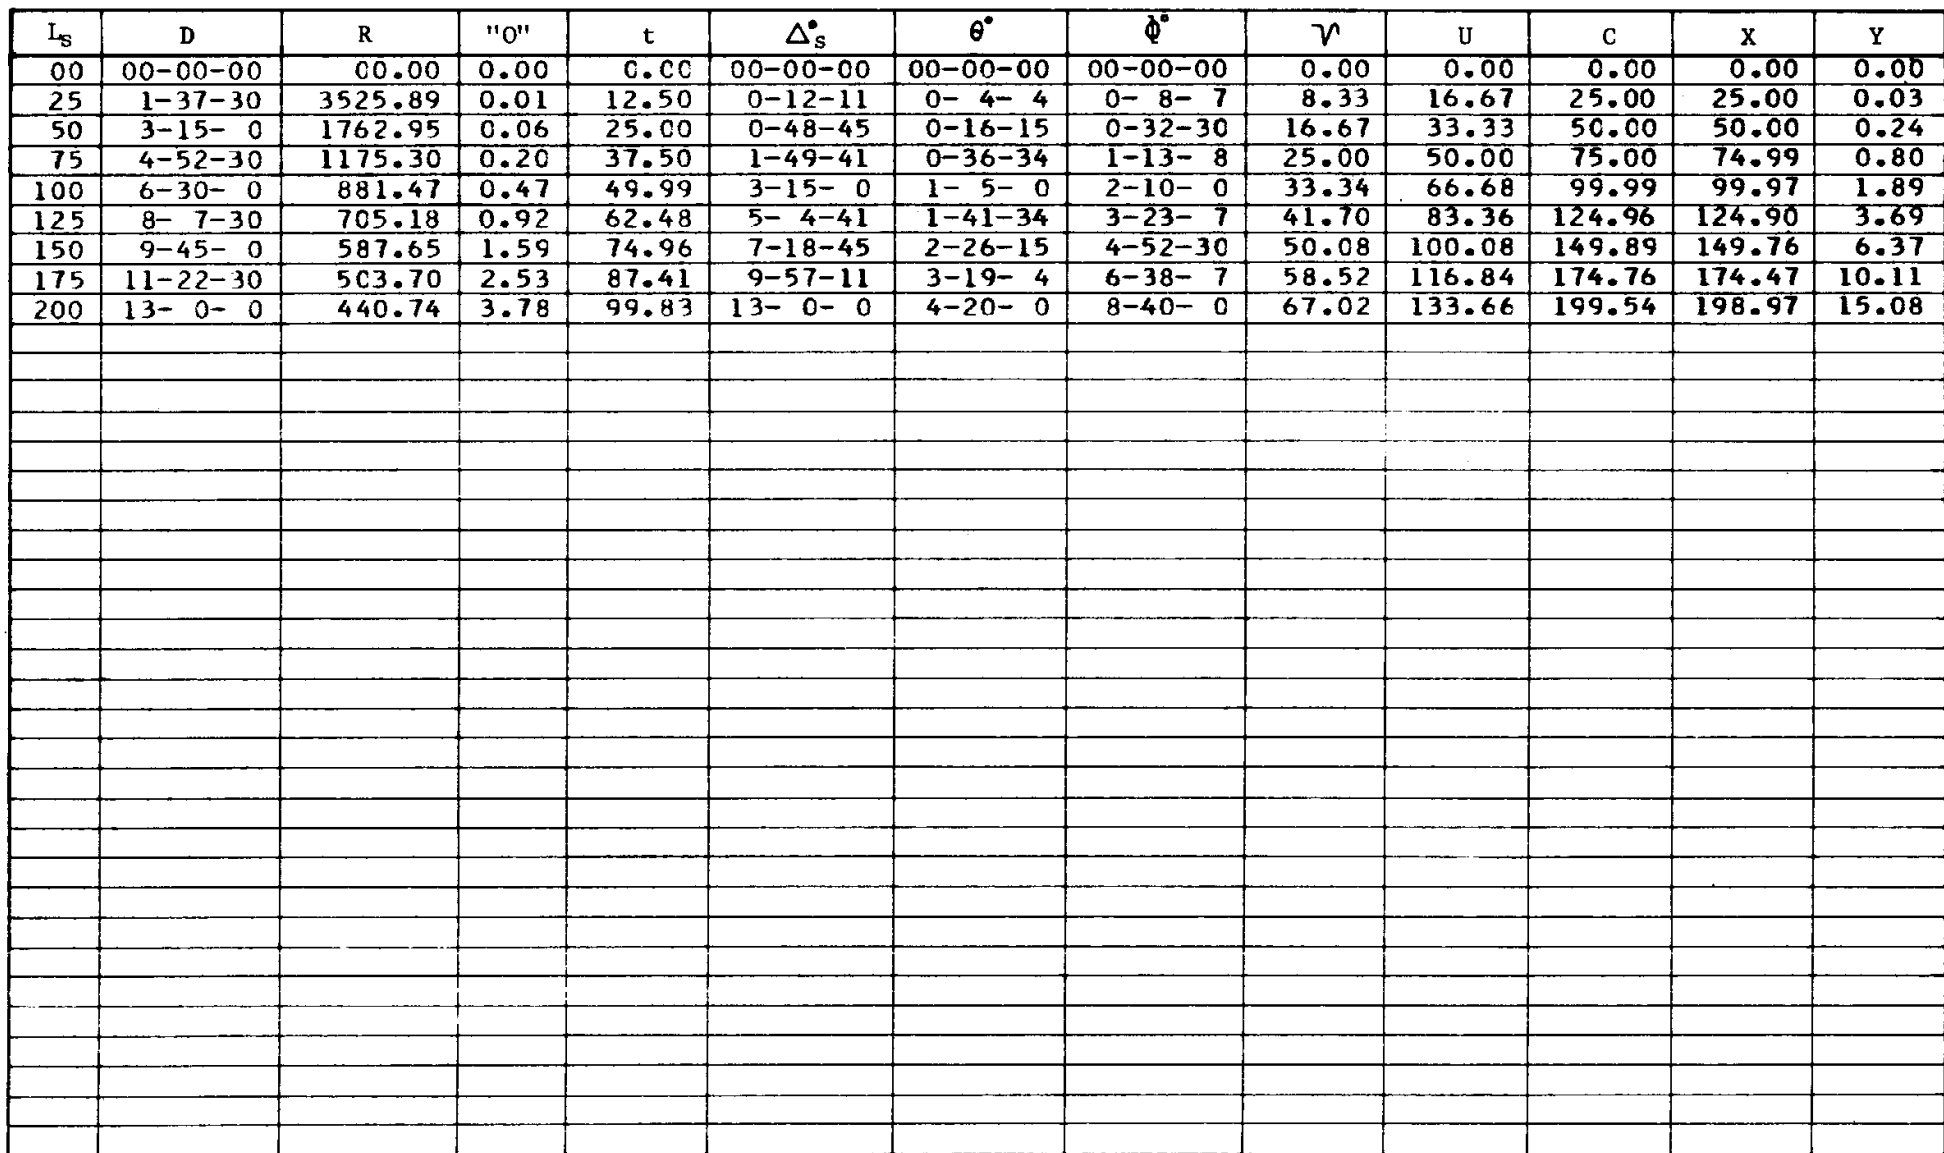 Ls D R "O" t Δ°s θ° Φ° V U C X Y
00 00-00-00 00.00 0.00 0.00 00-00-00 00-00-00 00-00-00 0.00 0.00 0.00 0.00 0.00
25 1-37-30 3525.89 0.01 12.50 0-12-11 0- 4- 4 0- 8- 7 8.33 16.67 25.00 25.00 0.03
50 3-15- 0 1762.95 0.06 25.00 0-48-45 0-16-15 0-32-30 16.67 33.33 50.00 50.00 0.24
75 4-52-30 1175.30 0.20 37.50 1-49-41 0-36-34 1-13- 8 25.00 50.00 75.00 74.99 0.80
100 6-30- 0 881.47 0.47 49.99 3-15- 0 1- 5- 0 2-10- 0 33.34 66.68 99.99 99.97 1.89
125 8- 7-30 705.18 0.92 62.48 5- 4-41 1-41-34 3-23- 7 41.70 83.36 124.96 124.90 3.69
150 9-45- 0 587.65 1.59 74.96 7-18-45 2-26-15 4-52-30 50.08 100.08 149.89 149.76 6.37
175 11-22-30 503.70 2.53 87.41 9-57-11 3-19- 4 6-38- 7 58.52 116.84 174.76 174.47 10.11
200 13- 0- 0 440.74 3.78 99.83 13- 0- 0 4-20- 0 8-40- 0 67.02 133.66 199.54 198.97 15.08